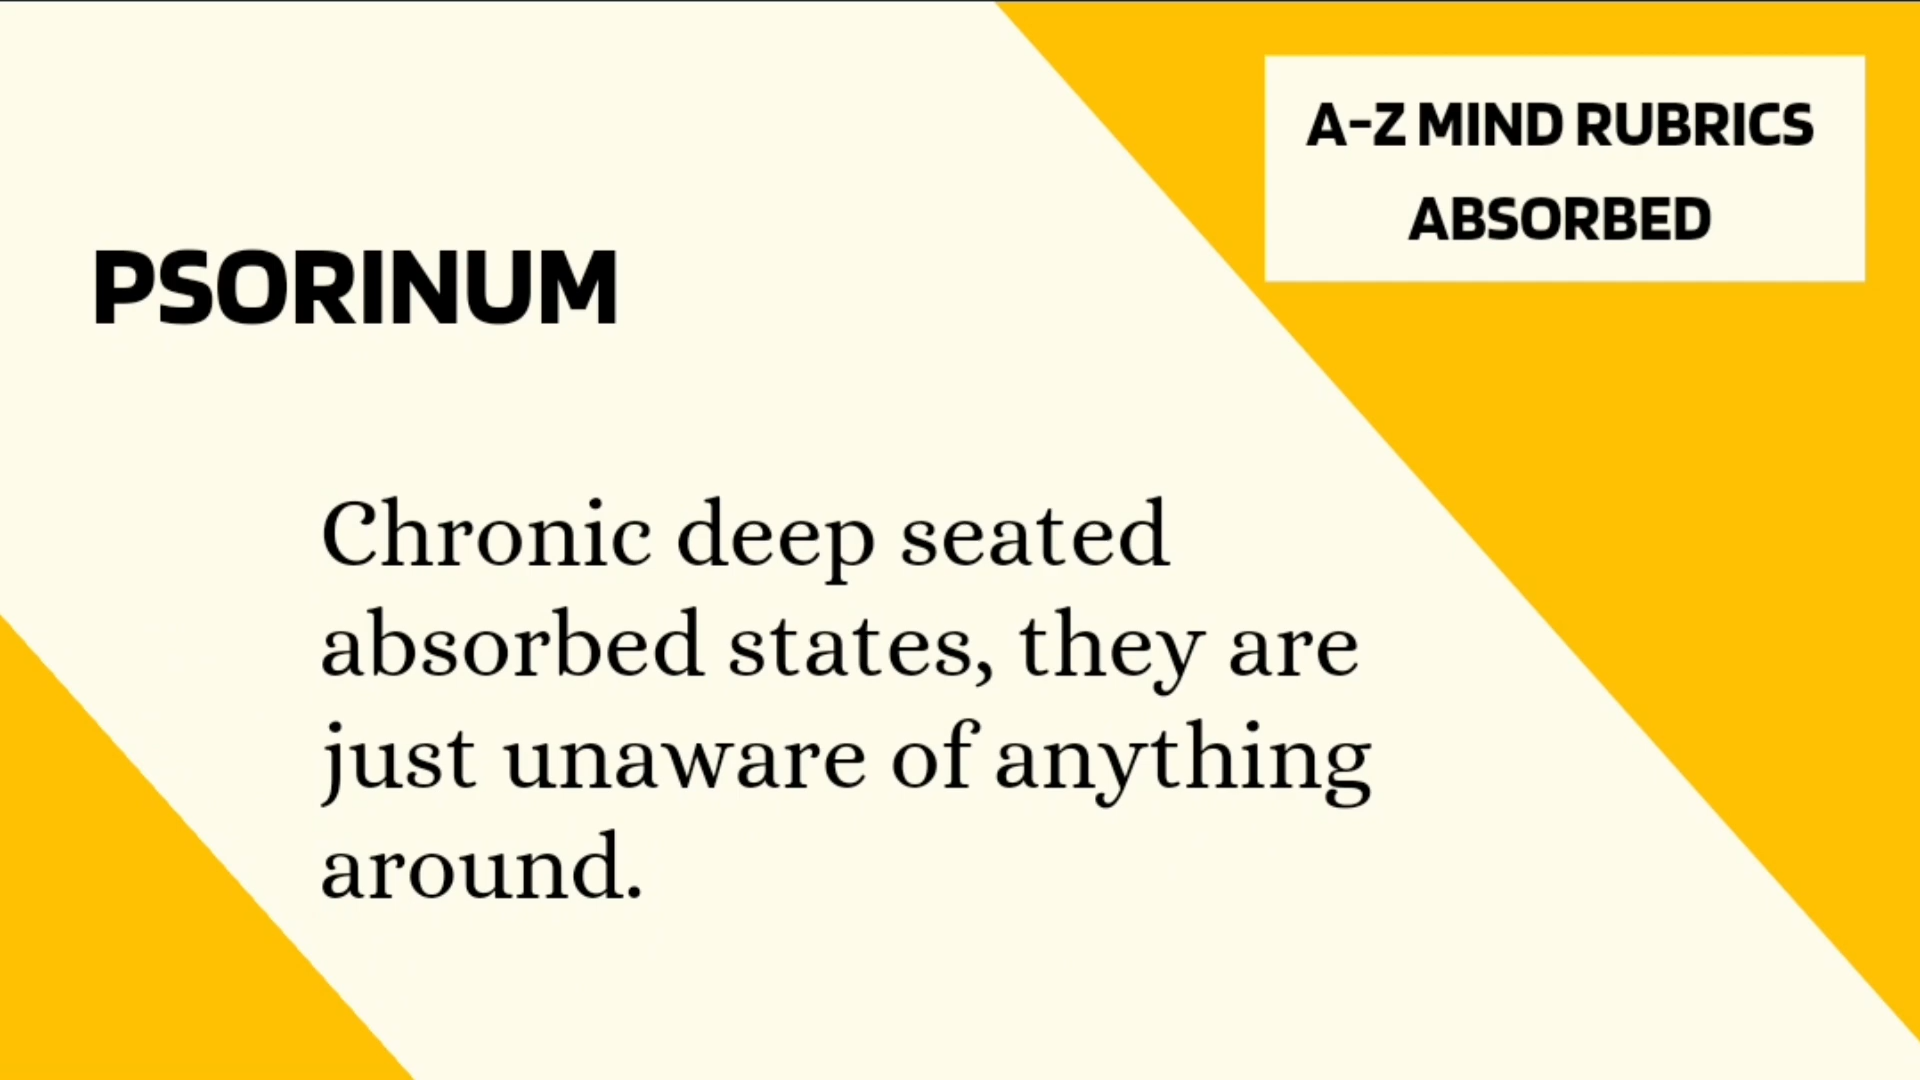 A-Z MIND RUBRICS
ABSORBED
PSORINUM
Chronic deep seated
absorbed states, they are
just unaware of anything
around.